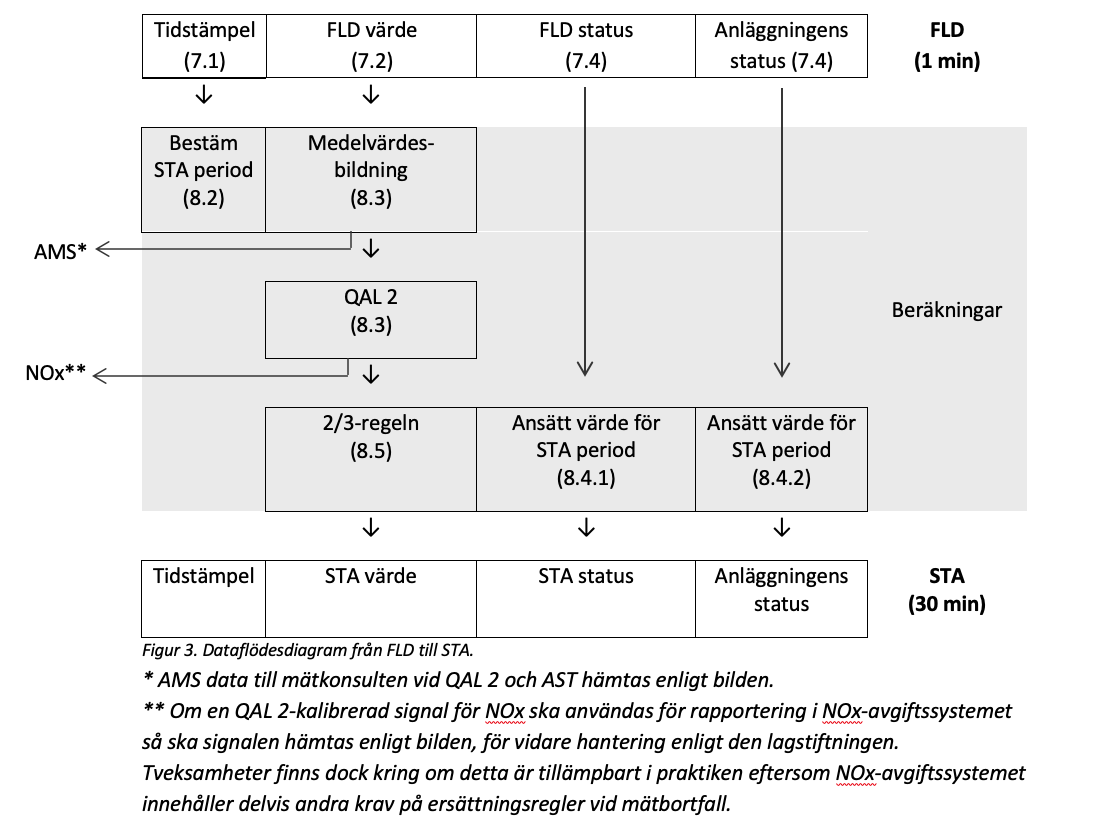 Tidstämpel
(7.1)
FLD värde
(7.2)
FLD status
(7.4)
Anläggningens
status (7.4)
FLD
(1 min)
Bestäm
STA period
(8.2)
Medelvärdes-
bildning
(8.3)
AMS*
QAL 2
(8.3)
Beräkningar
NOx**
2/3-regeln
(8.5)
Ansätt värde för
STA period
(8.4.1)
Ansätt värde för
STA period
(8.4.2)
Tidstämpel
STA värde
STA status
Anläggningens
status
STA
(30 min)
Figur 3. Dataflödesdiagram från FLD till STA.
* AMS data till mätkonsulten vid QAL 2 och AST hämtas enligt bilden.
** Om en QAL 2-kalibrerad signal för NOx ska användas för rapportering i NOx-avgiftssystemet
så ska signalen hämtas enligt bilden, för vidare hantering enligt den lagstiftningen.
Tveksamheter finns dock kring om detta är tillämpbart i praktiken eftersom NOx-avgiftssystemet
innehåller delvis andra krav på ersättningsregler vid mätbortfall.